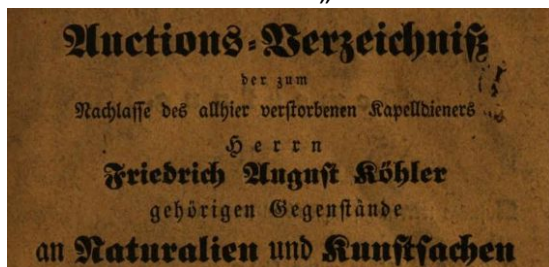 „
Auctions-Verzeichniß
der zum
Nachlasse des allhier verstorbenen Kapelldieners
Herrn
Friedrich August Köhler
gehörigen Gegenstände
an Naturalien und Kunstsachen